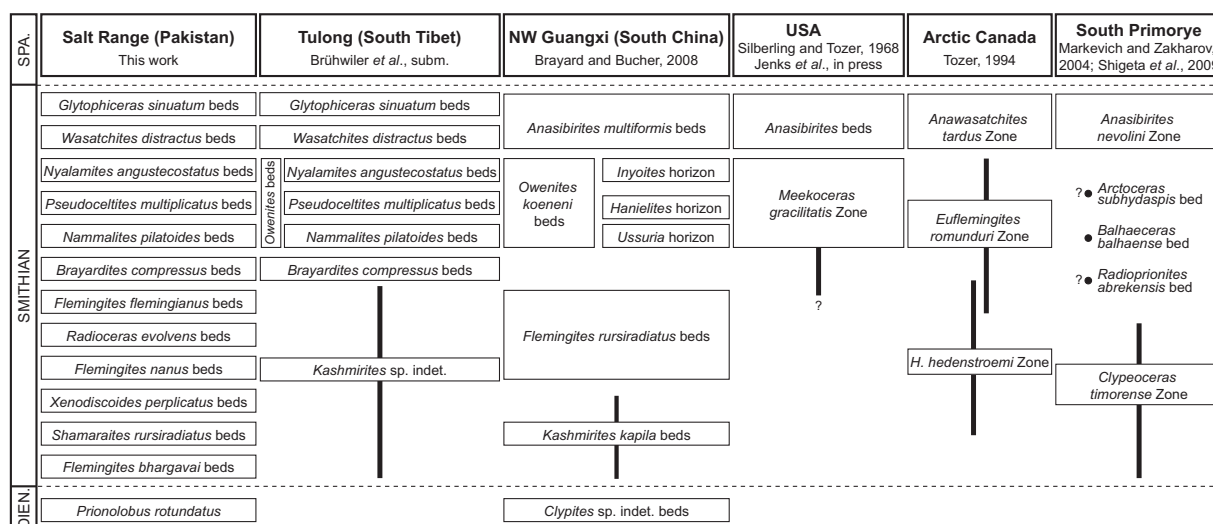 SPA.
Salt Range (Pakistan)
This work
Tulong (South Tibet)
Brühwiler et al., subm.
NW Guangxi (South China)
Brayard and Bucher, 2008
USA
Silberling and Tozer, 1968
Jenks et al., in press
Arctic Canada
Tozer, 1994
South Primorye
Markevich and Zakharov,
2004; Shigeta et al., 2009
SMITHIAN
Glytophiceras sinuatum beds
Wasatchites distractus beds
Nyalamites angustecostatus beds
Pseudoceltites multiplicatus beds
Nammalites pilatoides beds
Brayardites compressus beds
Flemingites flemingianus beds
Radioceras evolvens beds
Flemingites nanus beds
Xenodiscoides perplicatus beds
Shamaraites rursiradiatus beds
Flemingites bhargavai beds
Glytophiceras sinuatum beds
Wasatchites distractus beds
Owenites beds
Nyalamites angustecostatus beds
Pseudoceltites multiplicatus beds
Nammalites pilatoides beds
Brayardites compressus beds
Kashmirites sp. indet.
Anasibirites multiformis beds
Owenites
koeneni
beds
Inyoites horizon
Hanielites horizon
Ussuria horizon
Flemingites rursiradiatus beds
Kashmirites kapila beds
Anasibirites beds
Meekoceras
gracilitatis Zone
?
Anawasatchites
tardus Zone
Euflemingites
romunduri Zone
H. hedenstroemi Zone
Anasibirites
nevolini Zone
? Arctoceras
subhydaspis bed
Balhaeceras
balhaense bed
? Radioprionites
abrekensis bed
Clypeoceras
timorense Zone
DIEN.
Prionolobus rotundatus
Clypites sp. indet. beds